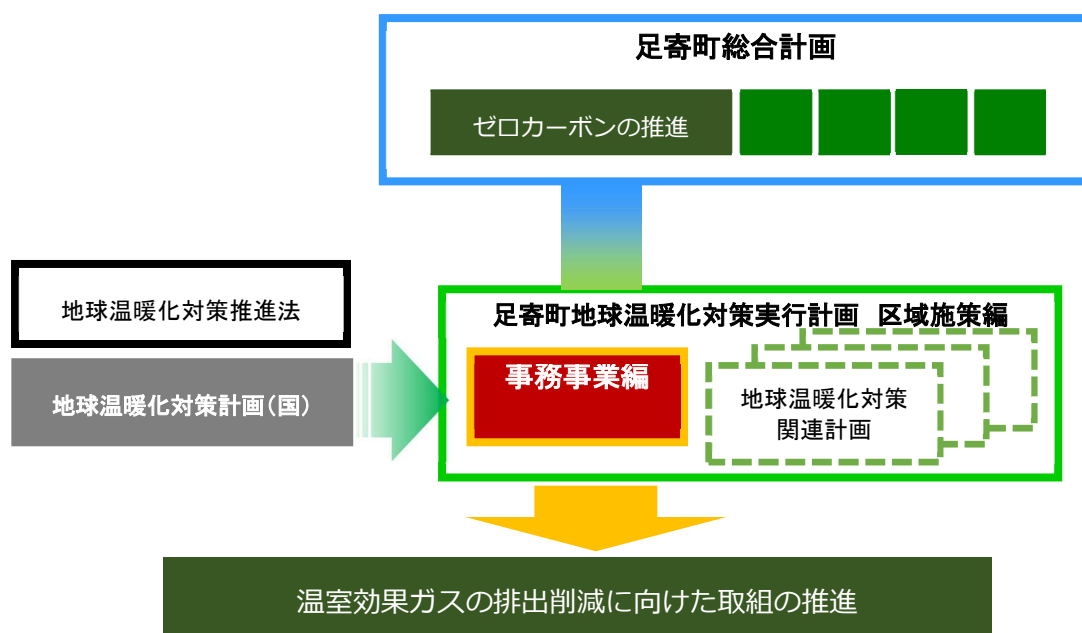 足寄町総合計画
ゼロカーボンの推進
地球温暖化対策推進法
地球温暖化対策計画(国)
足寄町地球温暖化対策実行計画　区域施策編
事務事業編
地球温暖化対策
関連計画
温室効果ガスの排出削減に向けた取組の推進